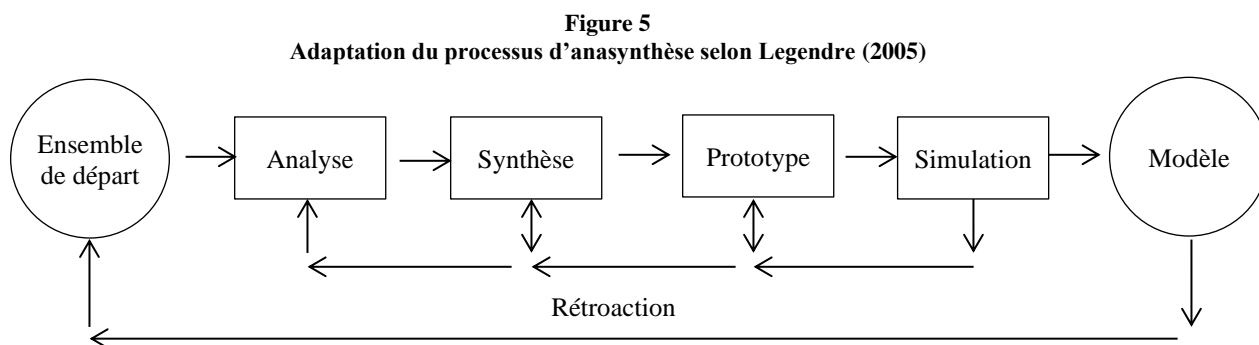 Figure 5
Adaptation du processus d’anasynthèse selon Legendre (2005)
Ensemble
de départ
Analyse
Synthèse
Prototype
Simulation
Modèle
Rétroaction